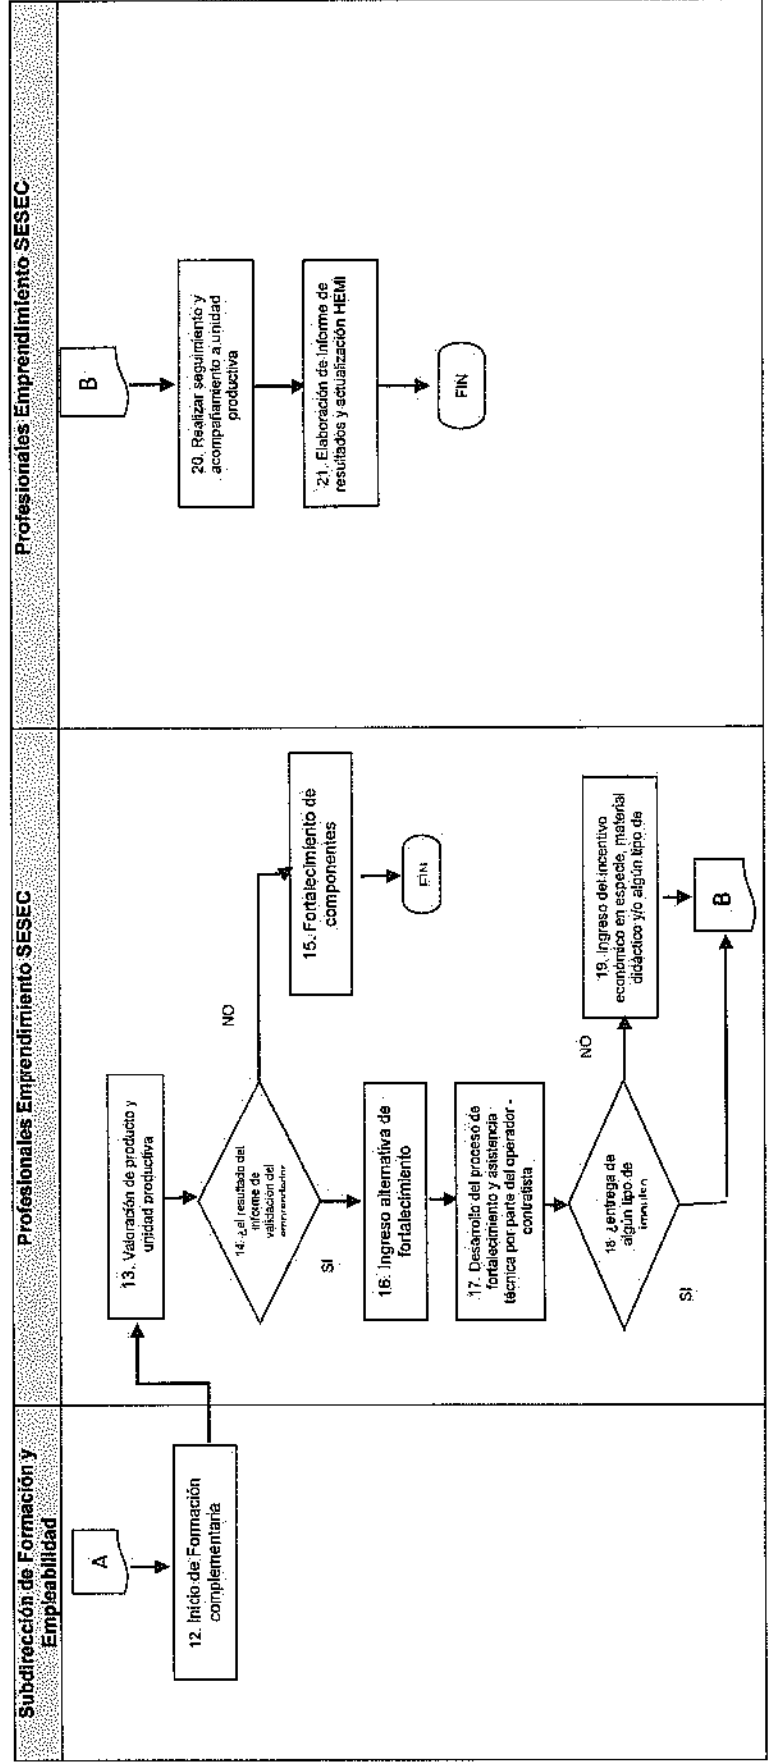 Subdirección de Formación y
Empleabilidad
A
12. Inicio de Formación
complementaria
Profesionales Emprendimiento SESEC
13. Valoración de producto y
unidad productiva
14. ¿el resultado del
informe de
validación del
emprendedor
NO
SI
15. Fortalecimiento de
componentes
FIN
16. Ingreso alternativa de
fortalecimiento
17. Desarrollo del proceso de
fortalecimiento y asistencia
técnica por parte del operador -
contratista
18. ¿entrega de
algún tipo de
NO
SI
19. Ingreso del incentivo
económico en especie, material
didáctico y/o algún tipo de
B
Profesionales Emprendimiento SESEC
B
20. Realizar seguimiento y
acompañamiento a unidad
productiva
21. Elaboración de Informe de
resultados y actualización HEMI
FIN